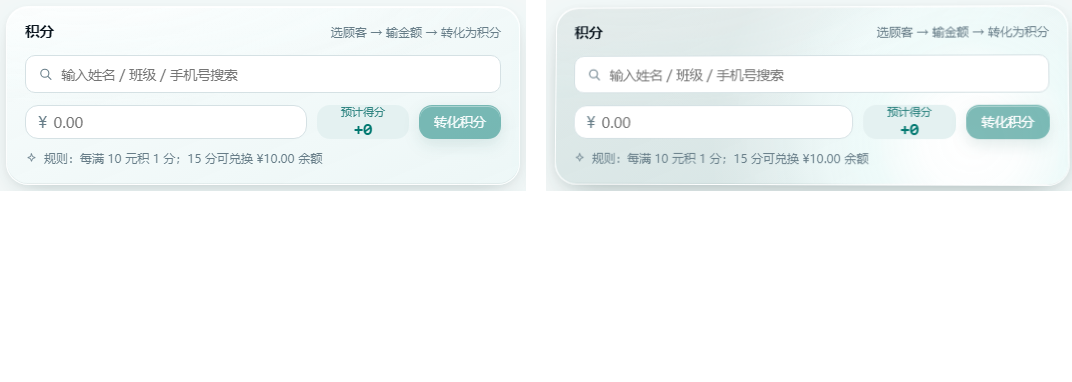 积分
选顾客 → 输金额 → 转化为积分
输入姓名 / 班级 / 手机号搜索
¥ 0.00
预计得分
+0
转化积分
✧ 规则：每满 10 元积 1 分；15 分可兑换 ¥10.00 余额
积分
选顾客 → 输金额 → 转化为积分
输入姓名 / 班级 / 手机号搜索
¥ 0.00
预计得分
+0
转化积分
✧ 规则：每满 10 元积 1 分；15 分可兑换 ¥10.00 余额